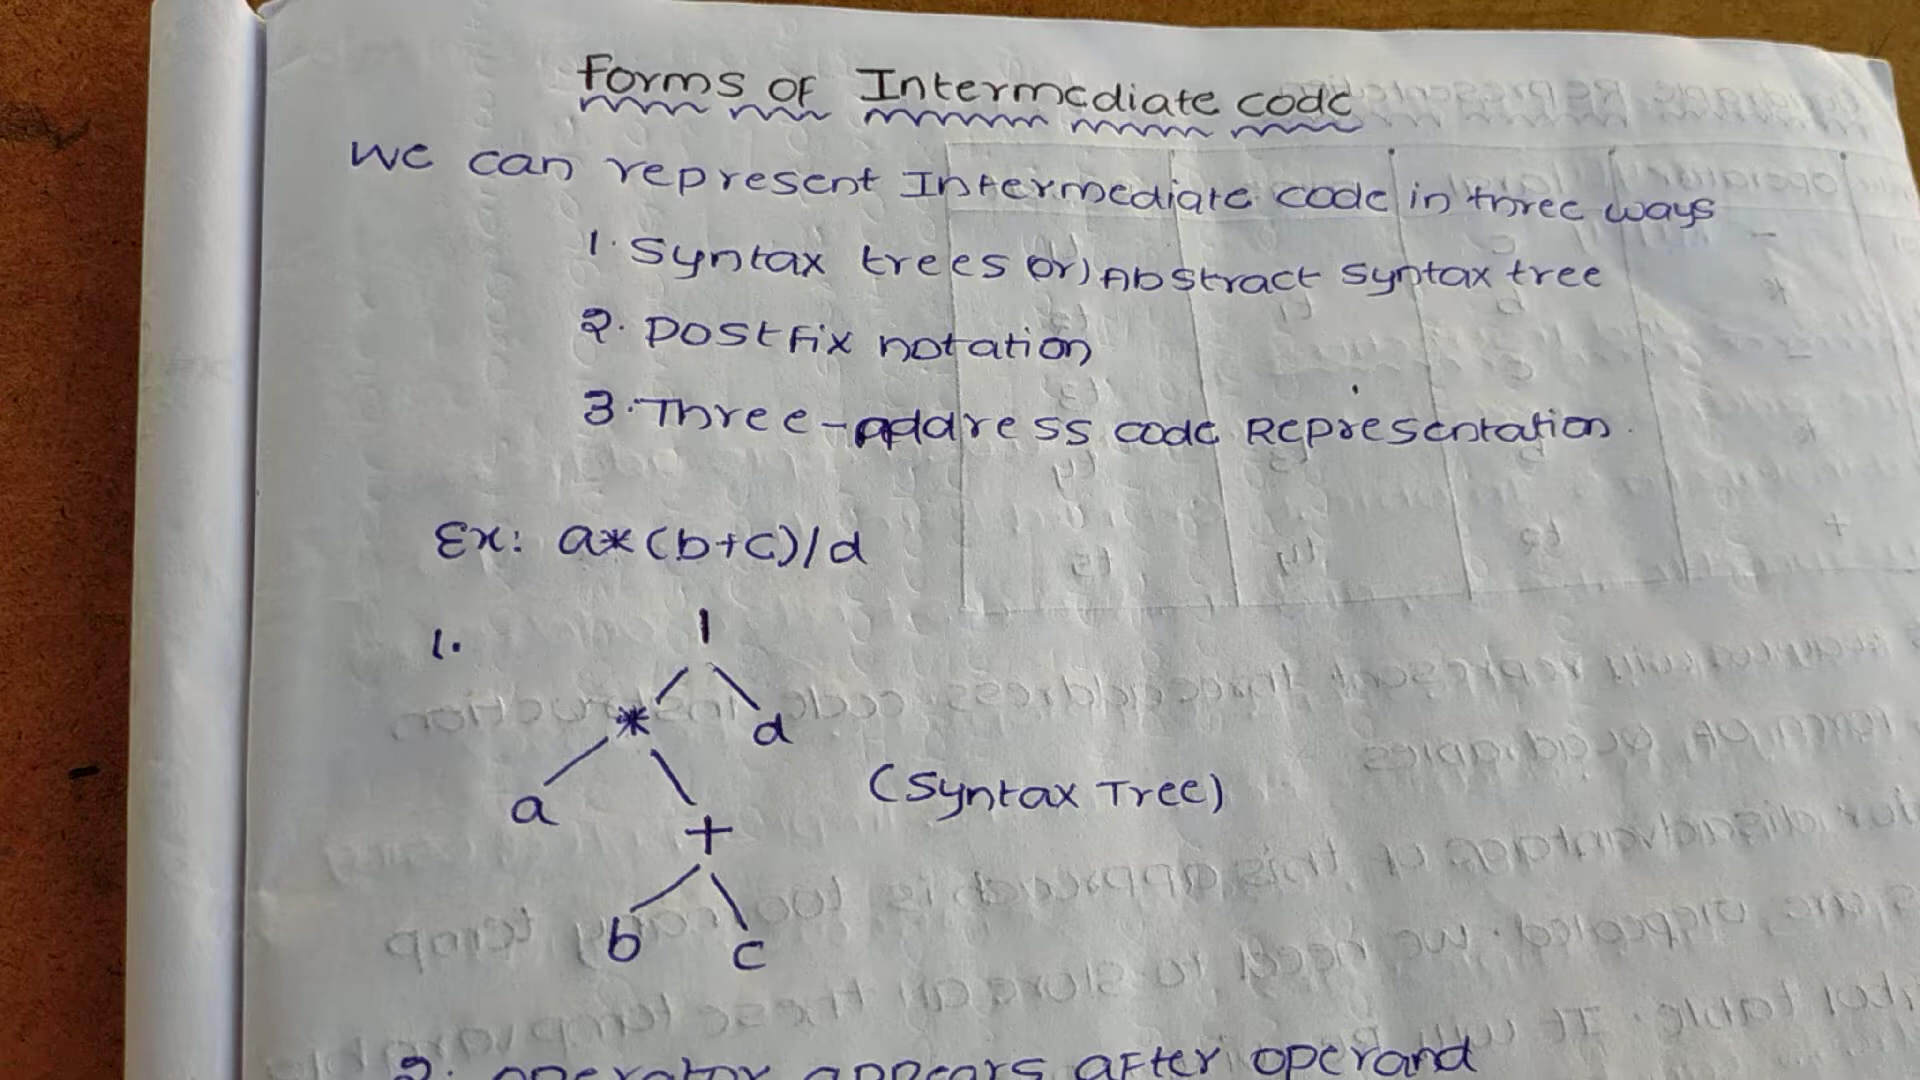 Forms OF Intermediate code
We can represent Intermediate code in three ways
1. Syntax trees or) Abstract syntax tree
2. Postfix notation
3. Three-address code Representation
Ex: a*(b+c)/d
1.
/
* d
a +
b c
(Syntax Tree)
2. operator appears after operand